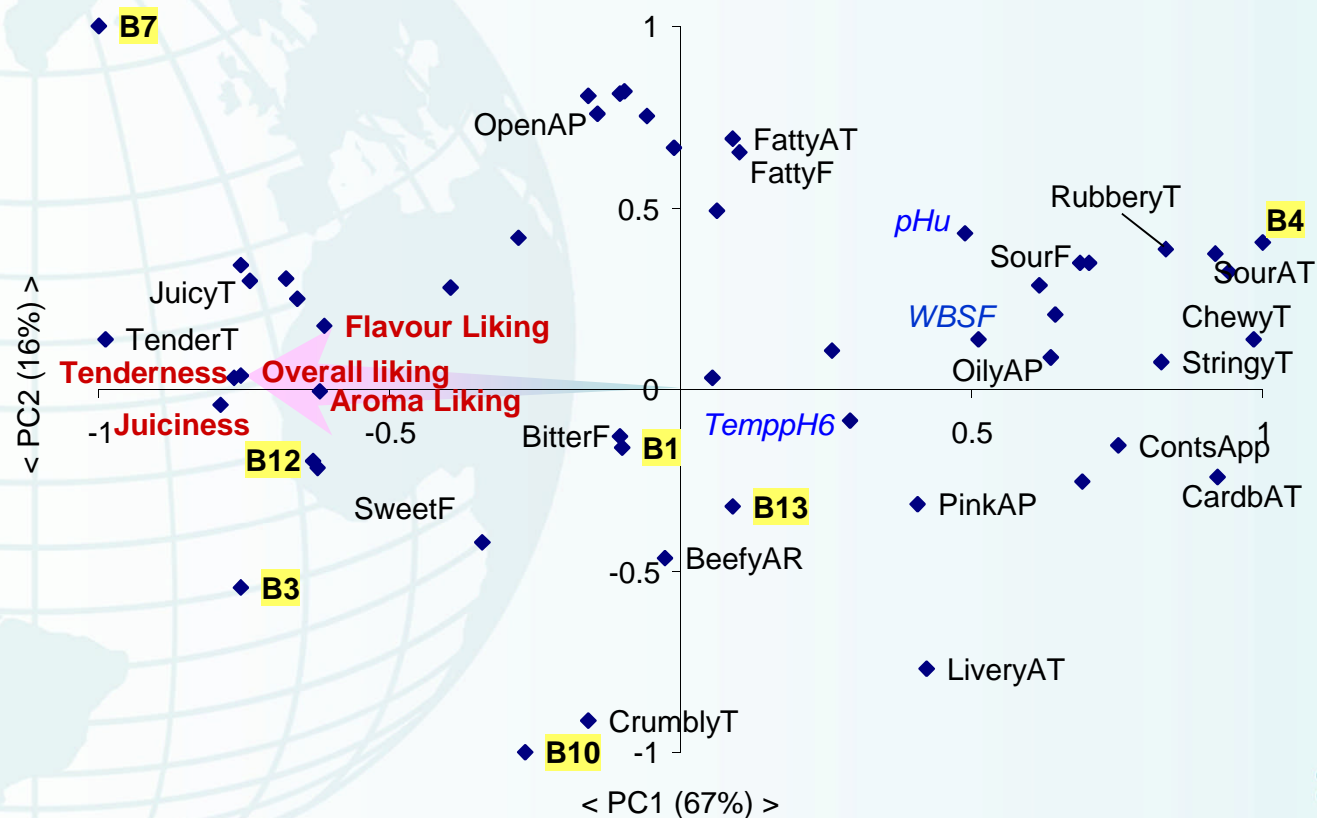 B7
1
OpenAP
FattyAT
FattyF
RubberyT
0.5
pHu
B4
SourF
SourAT
JuicyT
WBSF
ChewyT
Flavour Liking
TenderT
StringyT
Tenderness
Overall liking
OilyAP
0
Aroma Liking
-1
Juiciness
-0.5
BitterF
TemppH6
0.5
1
B1
ContsApp
B12
CardbAT
SweetF
B13
PinkAP
BeefyAR
-0.5
B3
LiveryAT
CrumblyT
-1
B10
< PC1 (67%) >
< PC2 (16%) >